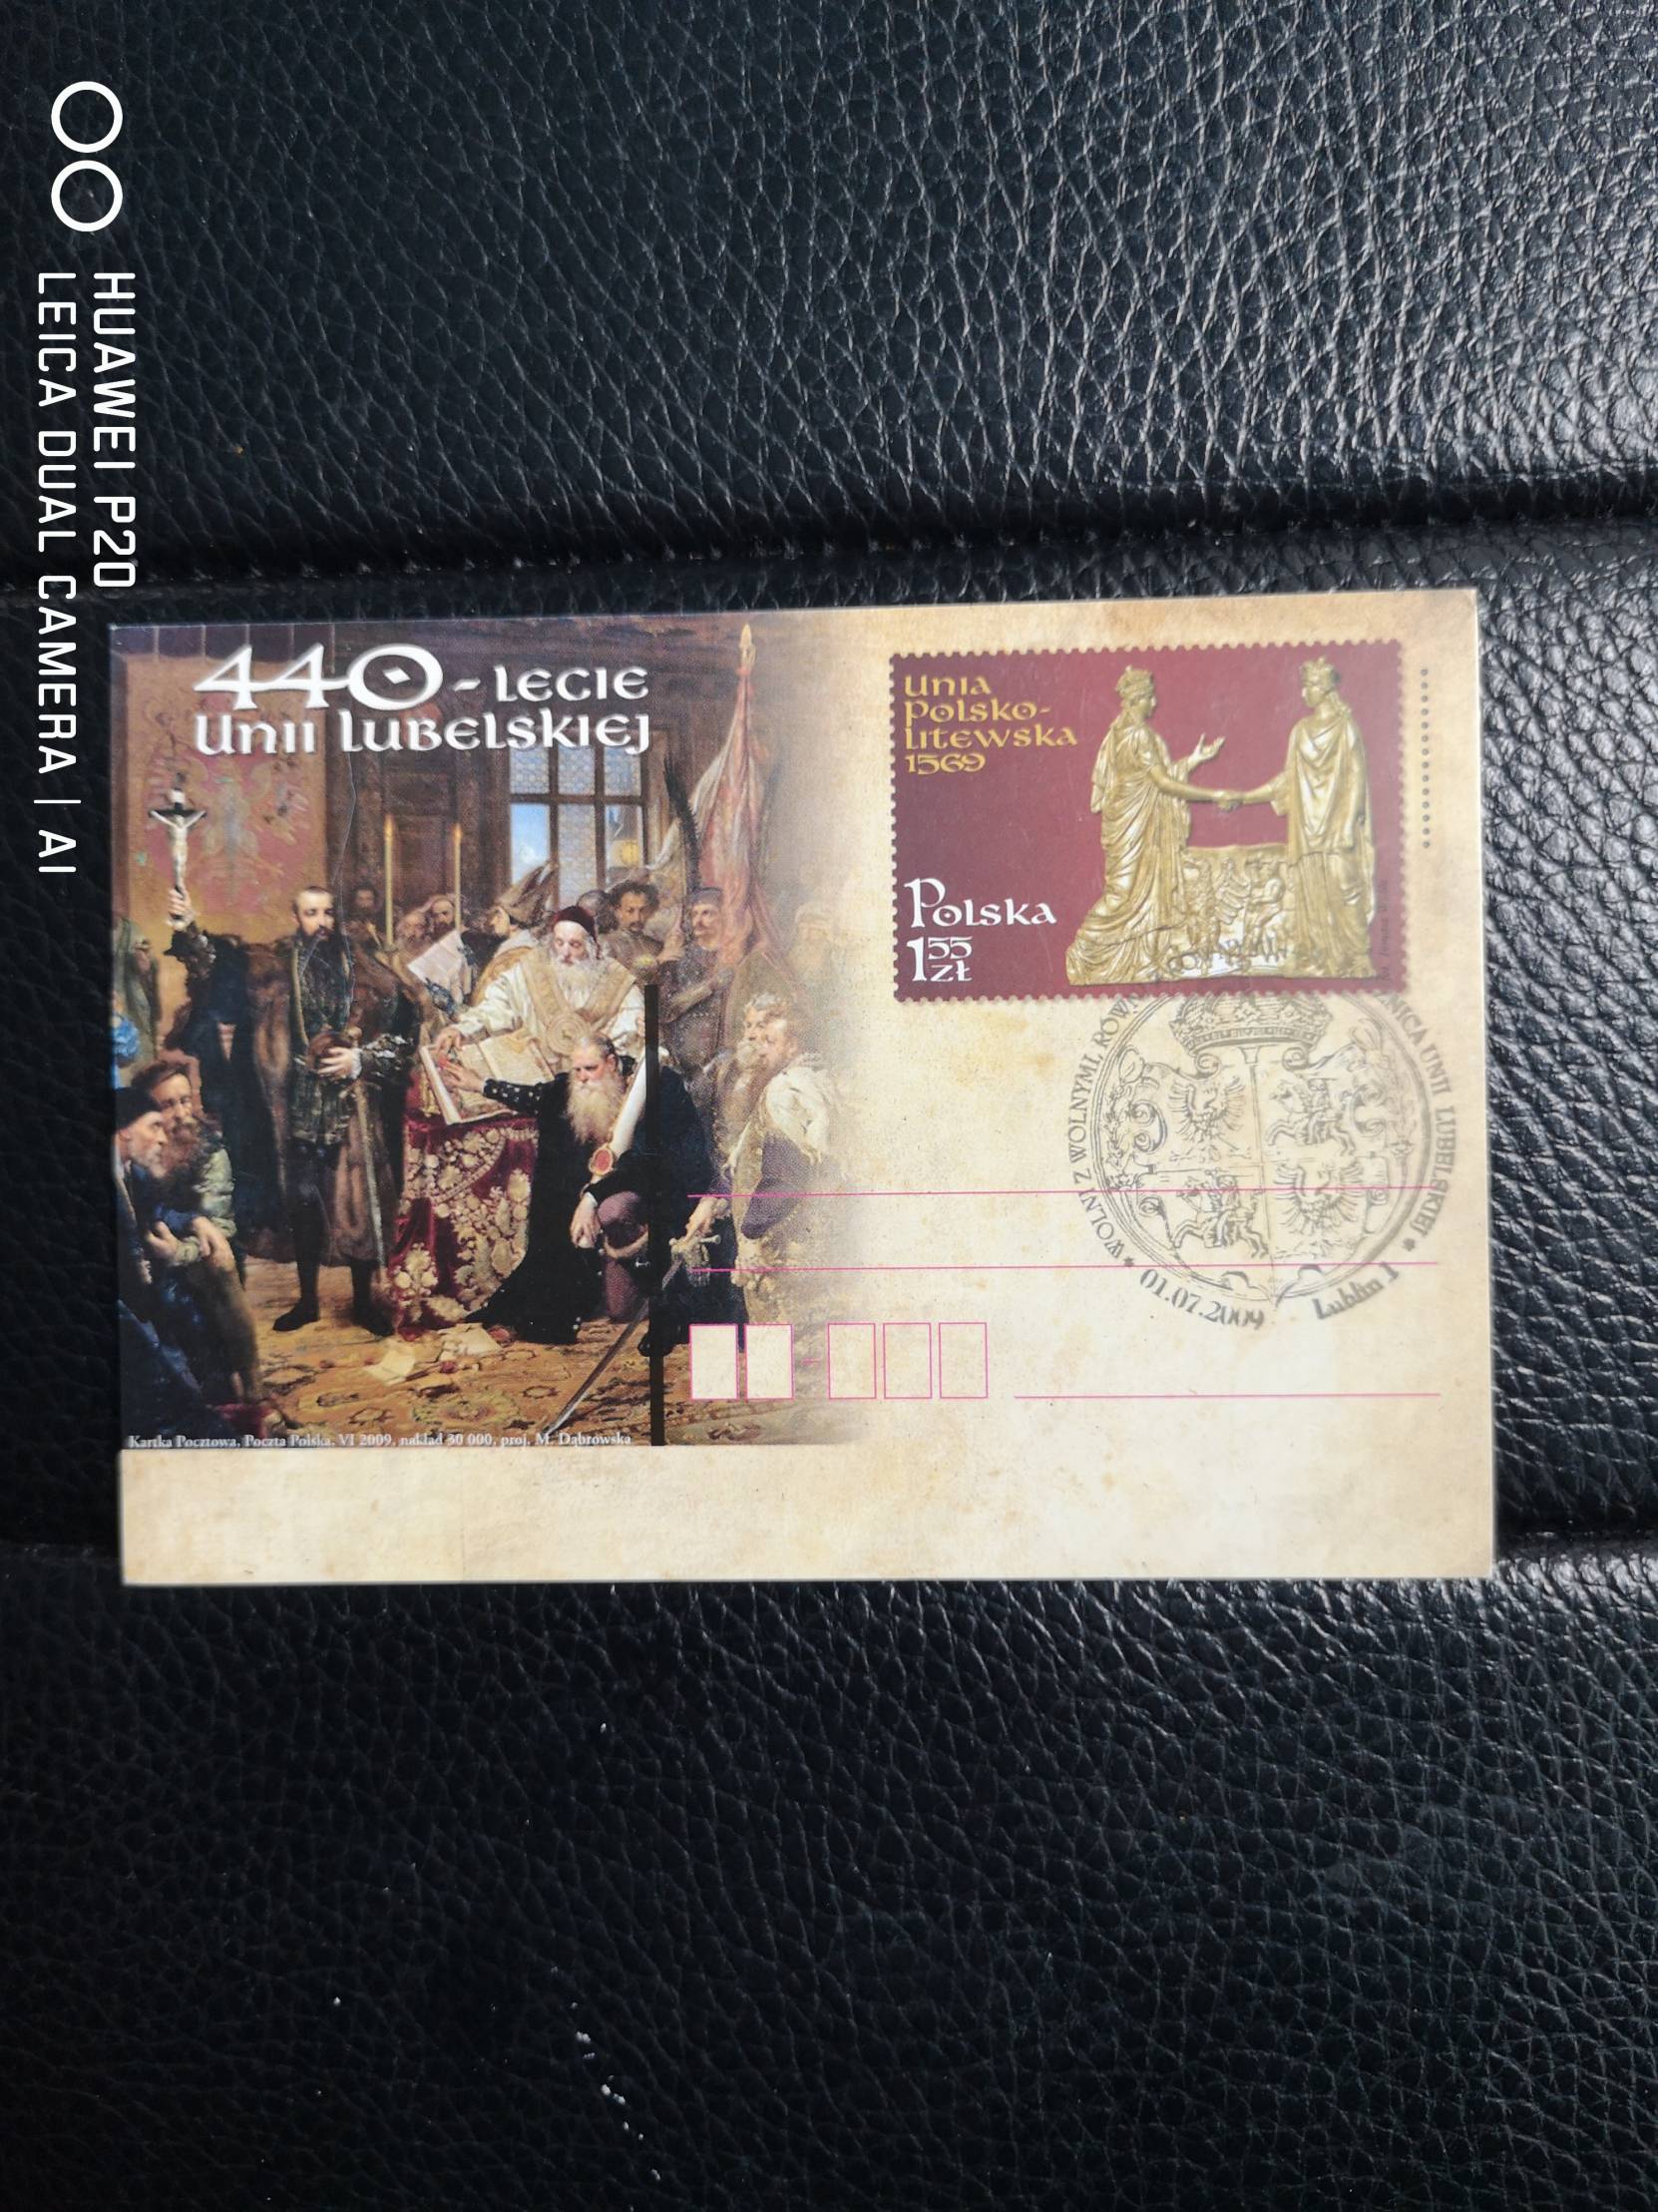 HUAWEI P20
LEICA DUAL CAMERA | AI
440-LECIE
UNII LUBELSKIEJ
UNIA
POLSKO-
LITEWSKA
1569
POLSKA
1 55
ZŁ
WOLNI Z WOLNYMI, UNII LUBELSKIEJ
* 01.07.2009 Lublin 1 *
Kartka Pocztowa, Poczta Polska, VI 2009, nakład 30 000, proj. M. Dąbrowska